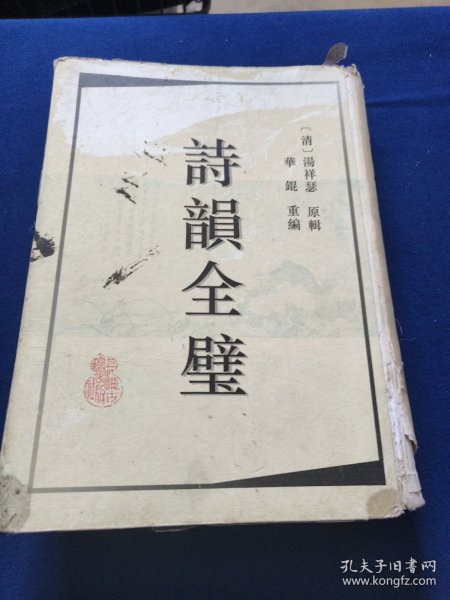 詩韻全璧
〔清〕湯祥瑟 原輯
華錕 重編
孔夫子旧书网
www.kongfz.com